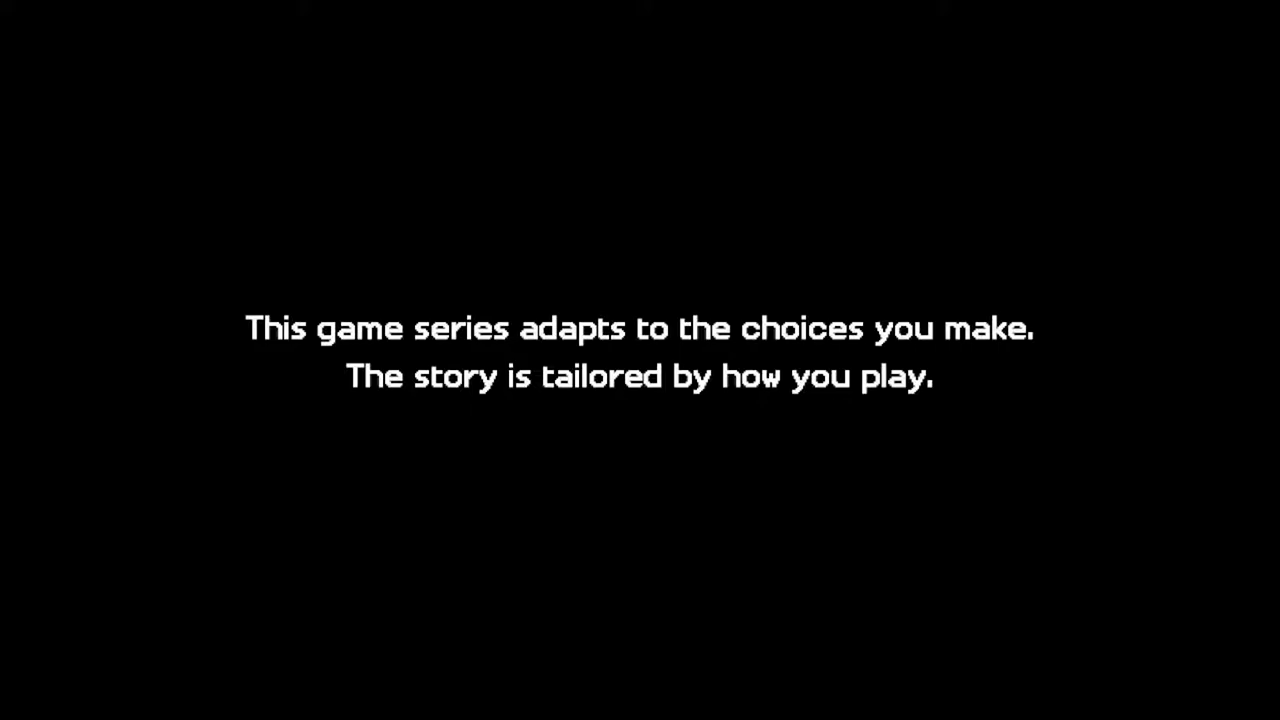 This game series adapts to the choices you make.
The story is tailored by how you play.